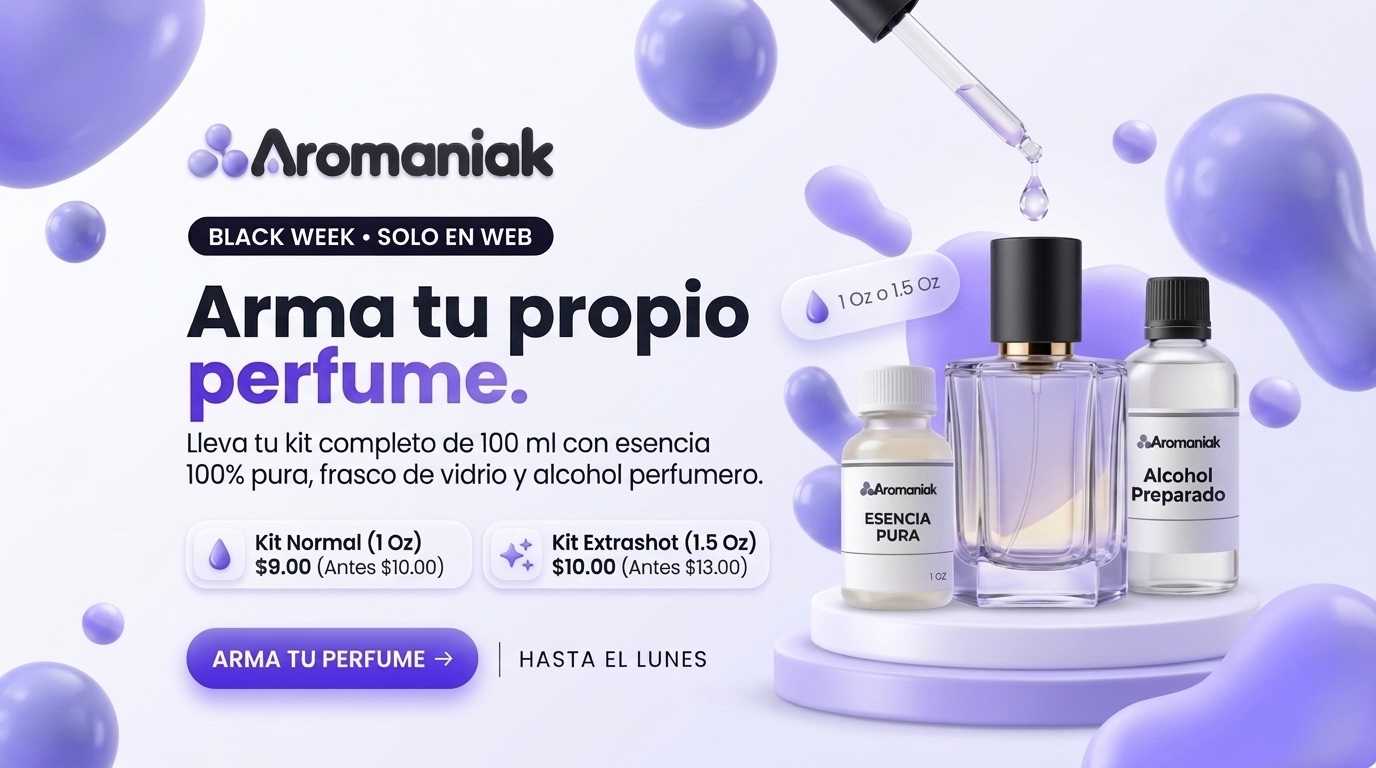 Aromaniak
BLACK WEEK • SOLO EN WEB
Arma tu propio
perfume.
Lleva tu kit completo de 100 ml con esencia
100% pura, frasco de vidrio y alcohol perfumero.
Kit Normal (1 Oz)
$9.00 (Antes $10.00)
Kit Extrashot (1.5 Oz)
$10.00 (Antes $13.00)
ARMA TU PERFUME →
HASTA EL LUNES
1 Oz o 1.5 Oz
Aromaniak
ESENCIA
PURA
1 OZ
Aromaniak
Alcohol
Preparado